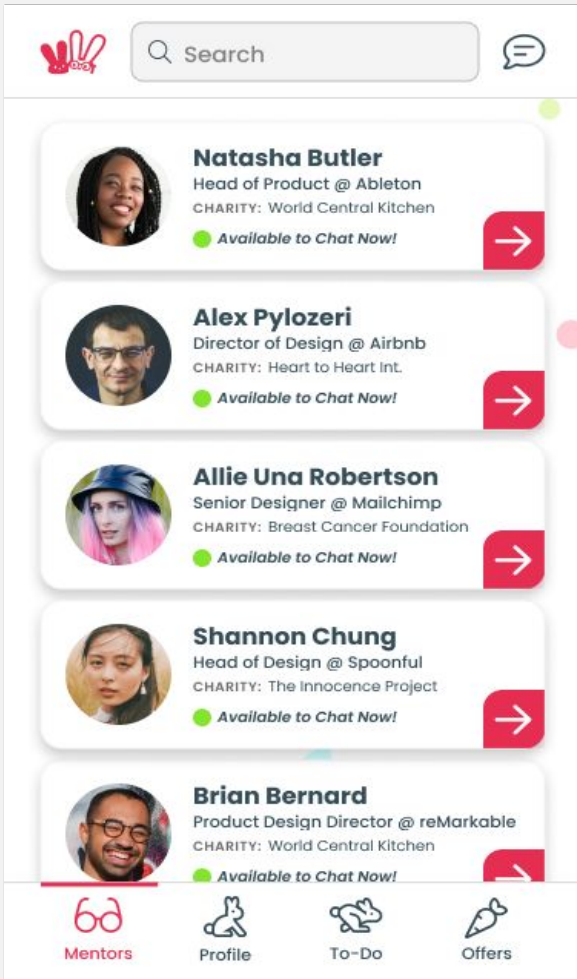 Search
Natasha Butler
Head of Product @ Ableton
CHARITY: World Central Kitchen
Available to Chat Now!
Alex Pylozeri
Director of Design @ Airbnb
CHARITY: Heart to Heart Int.
Available to Chat Now!
Allie Una Robertson
Senior Designer @ Mailchimp
CHARITY: Breast Cancer Foundation
Available to Chat Now!
Shannon Chung
Head of Design @ Spoonful
CHARITY: The Innocence Project
Available to Chat Now!
Brian Bernard
Product Design Director @ reMarkable
CHARITY: World Central Kitchen
Available to Chat Now!
Mentors
Profile
To-Do
Offers